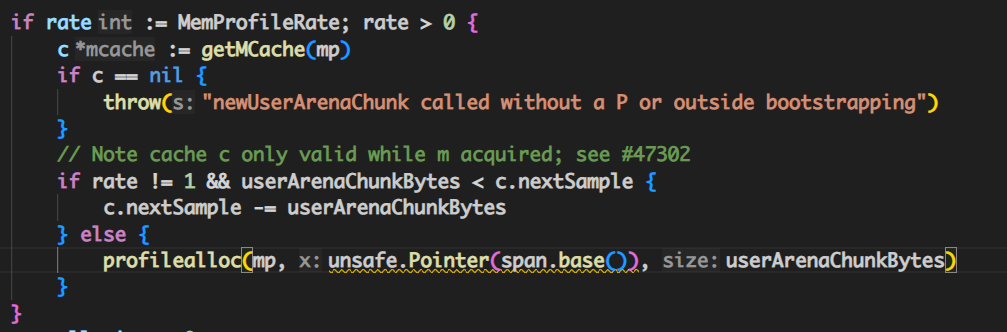 if rate int := MemProfileRate; rate > 0 {
c *mcache := getMCache(mp)
if c == nil {
throw(s: "newUserArenaChunk called without a P or outside bootstrapping")
}
// Note cache c only valid while m acquired; see #47302
if rate != 1 && userArenaChunkBytes < c.nextSample {
c.nextSample -= userArenaChunkBytes
} else {
profilealloc(mp, x: unsafe.Pointer(span.base()), size: userArenaChunkBytes)
}
}